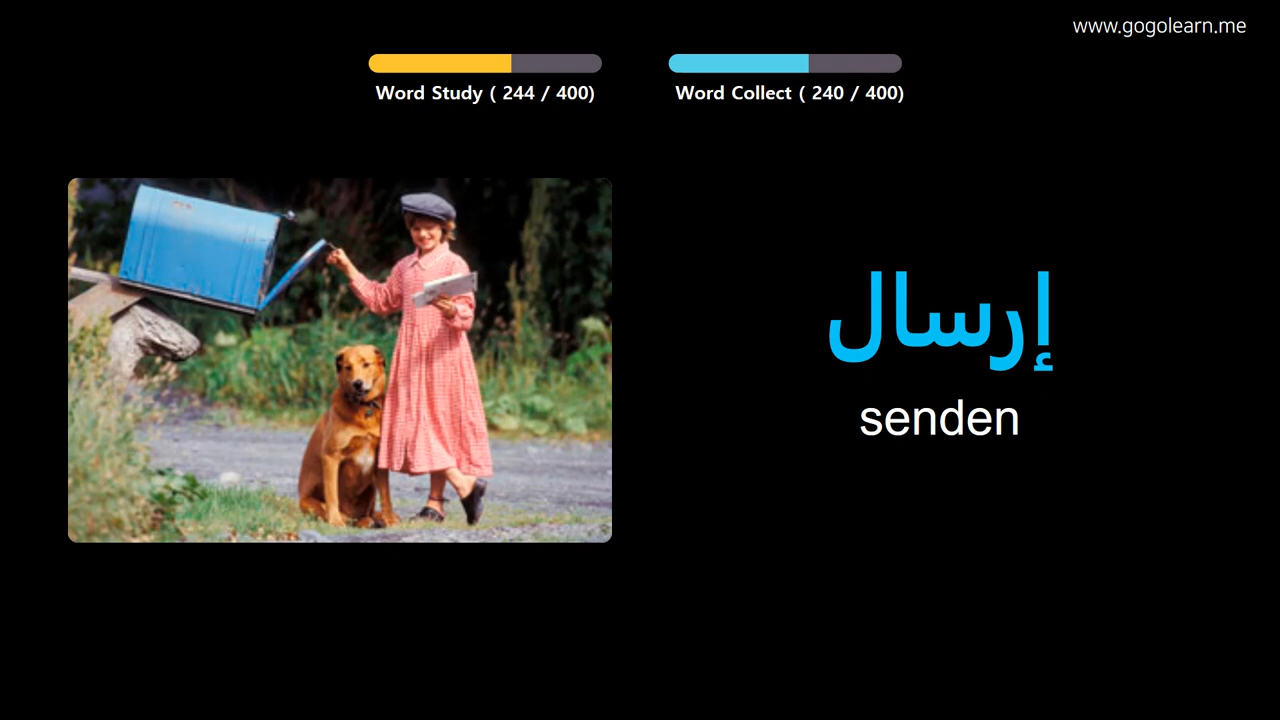 www.gogolearn.me
Word Study ( 244 / 400)
Word Collect ( 240 / 400)
إرسال
senden